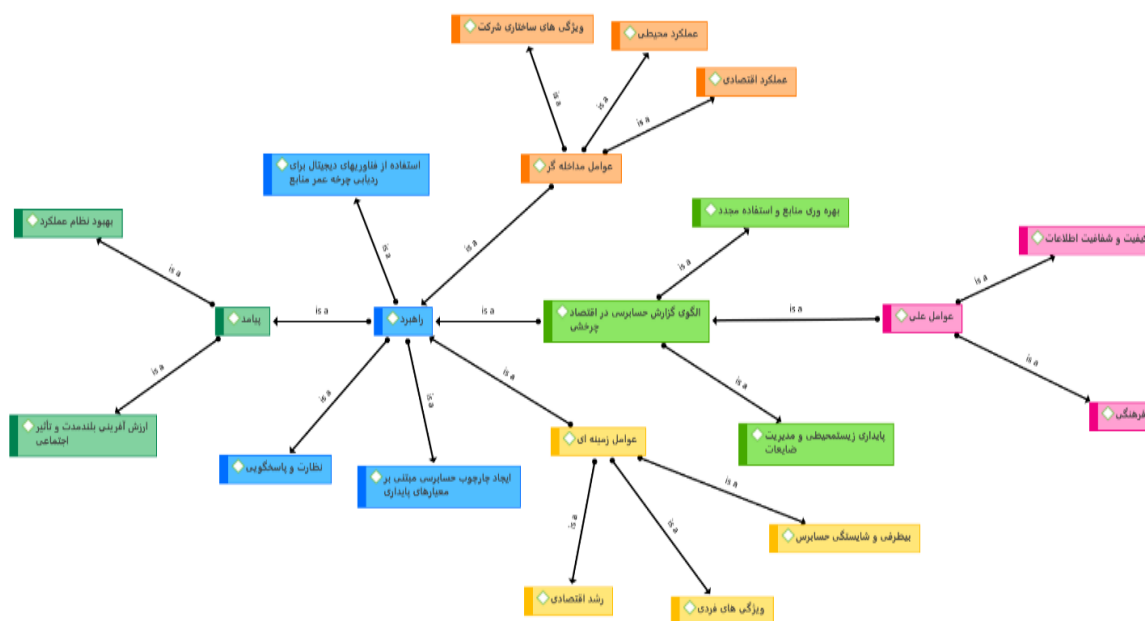 ویژگی های ساختاری شرکت
عملکرد محیطی
عملکرد اقتصادی
is a
is a
is a
عوامل مداخله گر
استفاده از فناوریهای دیجیتال برای
ردیابی چرخه عمر منابع
بهره وری منابع و استفاده مجدد
بهبود نظام عملکرد
کیفیت و شفافیت اطلاعات
is a
is a
is a
is a
is a
پیامد
is a
راهبرد
is a
الگوی گزارش حسابرسی در اقتصاد
چرخشی
is a
عوامل علی
is a
is a
is a
is a
is a
is a
ارزش آفرینی بلندمدت و تأثیر
اجتماعی
فرهنگی
نظارت و پاسخگویی
ایجاد چارچوب حسابرسی مبتنی بر
معیارهای پایداری
عوامل زمینه ای
پایداری زیستمحیطی و مدیریت
ضایعات
is a
is a
is a
بیطرفی و شایستگی حسابرس
رشد اقتصادی
ویژگی های فردی